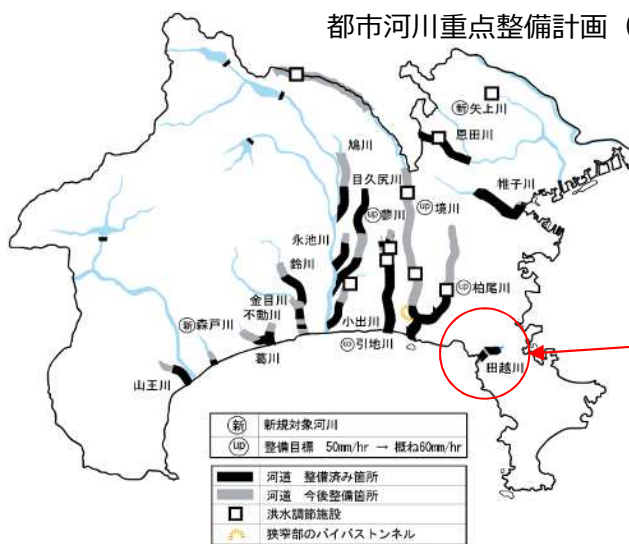 都市河川重点整備計画（
新 矢上川
恩田川
鳩川
目久尻川
帷子川
up 蓼川
up 境川
永池川
鈴川
up 柏尾川
金目川
不動川
新 森戸川
小出川
葛川
up 引地川
山王川
田越川
新 新規対象河川
up 整備目標 50mm/hr → 概ね60mm/hr
河道 整備済み箇所
河道 今後整備箇所
洪水調節施設
狭窄部のバイパストンネル